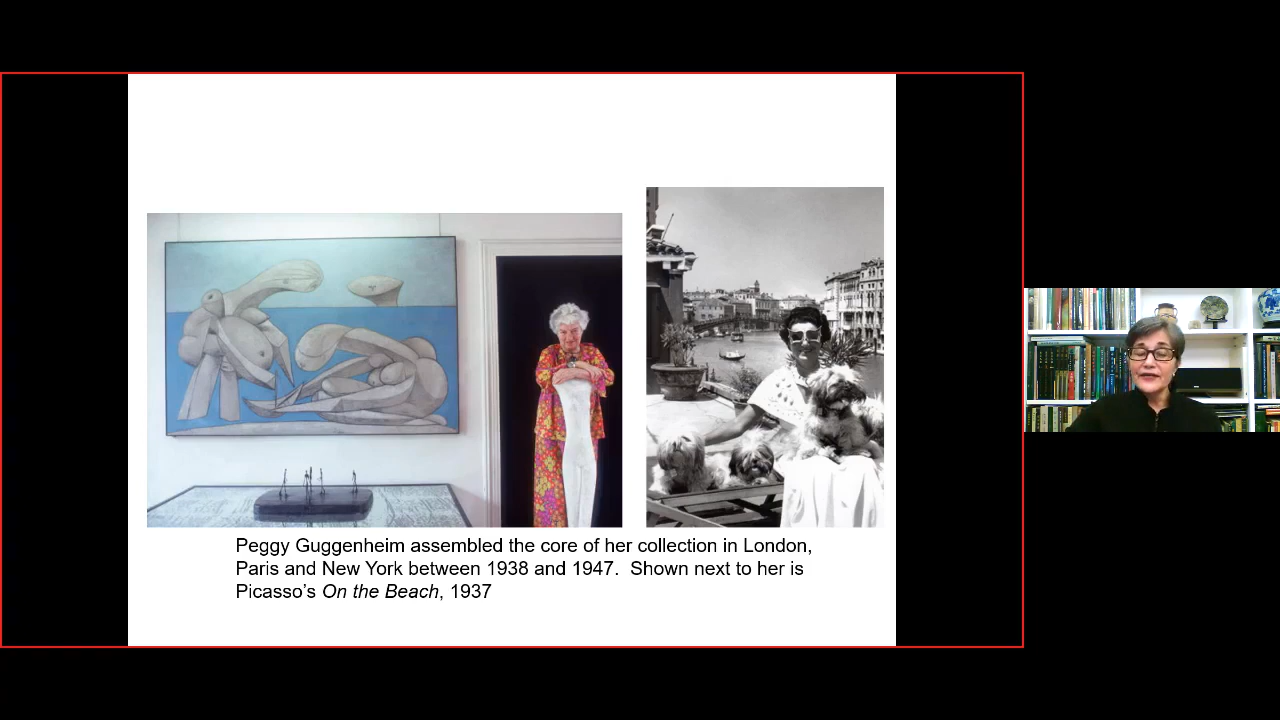 Peggy Guggenheim assembled the core of her collection in London,
Paris and New York between 1938 and 1947.  Shown next to her is
Picasso's On the Beach, 1937